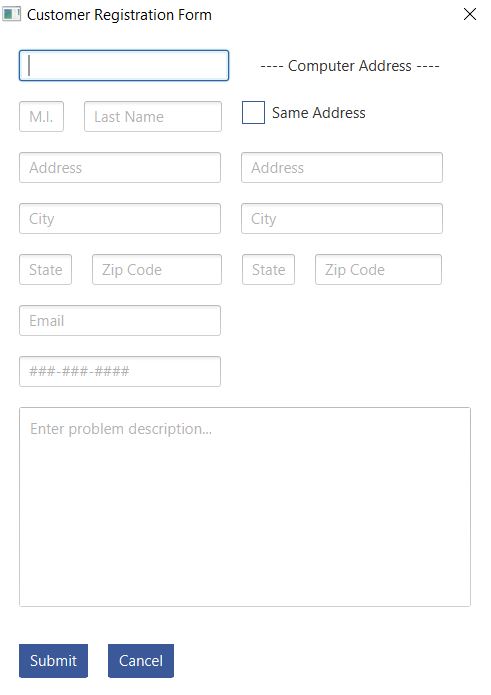 Customer Registration Form
---- Computer Address ----
M.I. Last Name Same Address
Address Address
City City
State Zip Code State Zip Code
Email
###-###-####
Enter problem description...
Submit Cancel